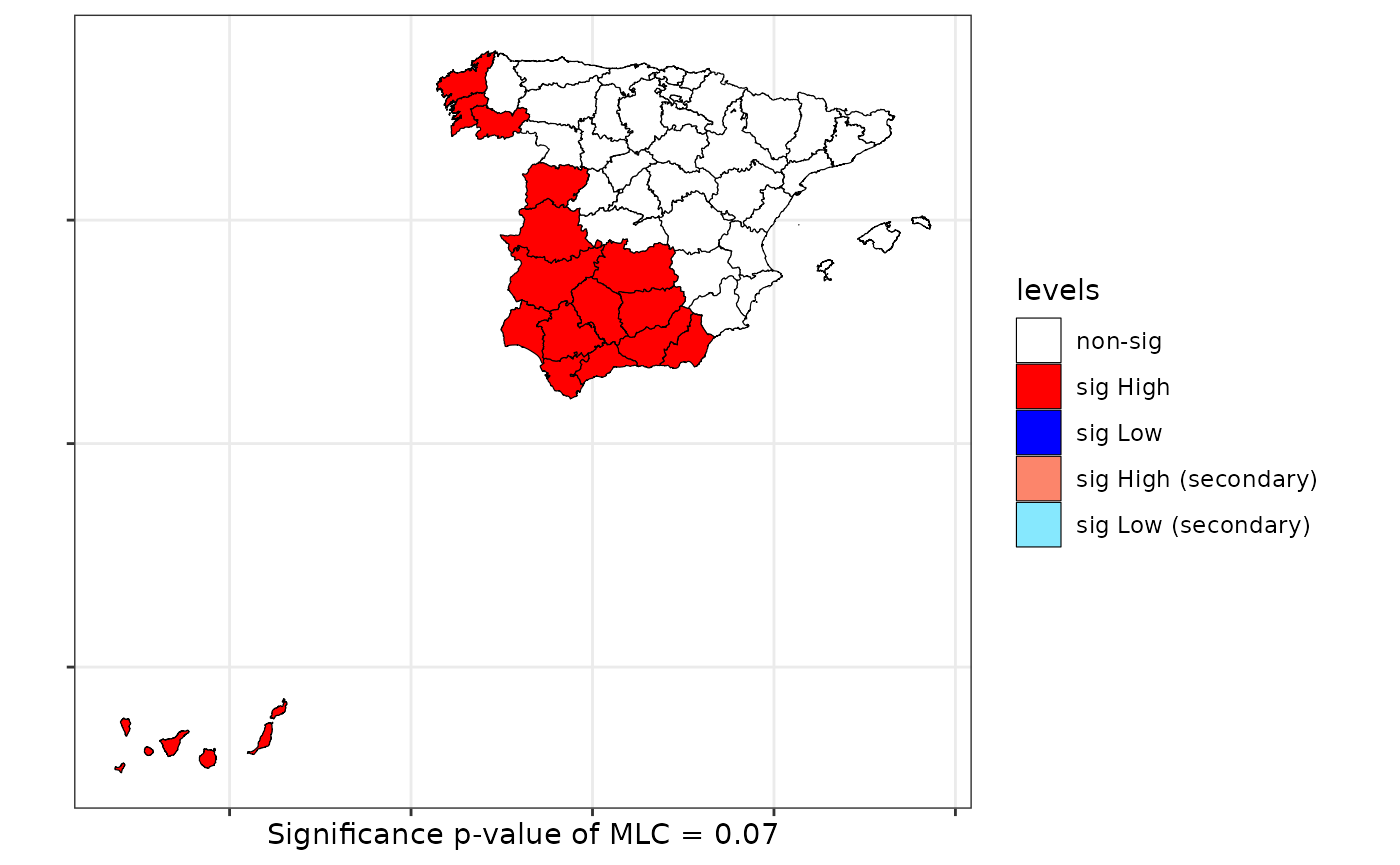 levels
non-sig
sig High
sig Low
sig High (secondary)
sig Low (secondary)
Significance p-value of MLC = 0.07